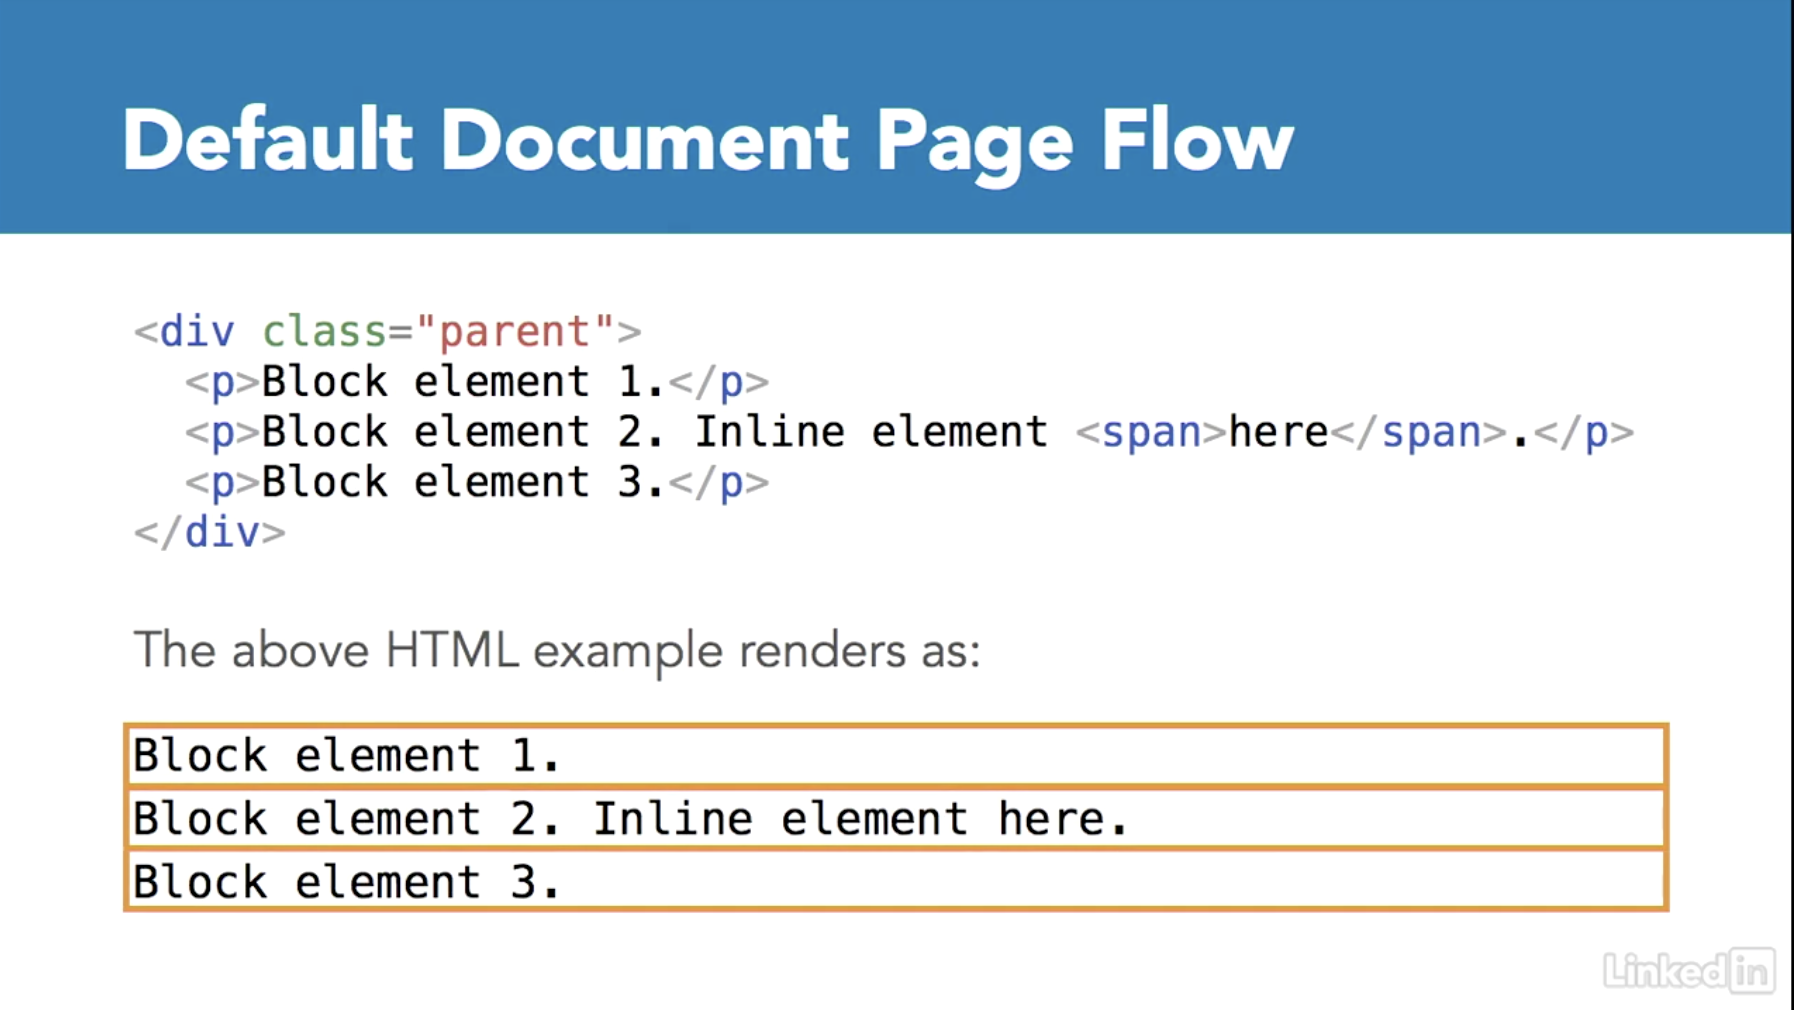 Default Document Page Flow
<div class="parent">
<p>Block element 1.</p>
<p>Block element 2. Inline element <span>here</span>.</p>
<p>Block element 3.</p>
</div>
The above HTML example renders as:
Block element 1.
Block element 2. Inline element here.
Block element 3.
Linked in